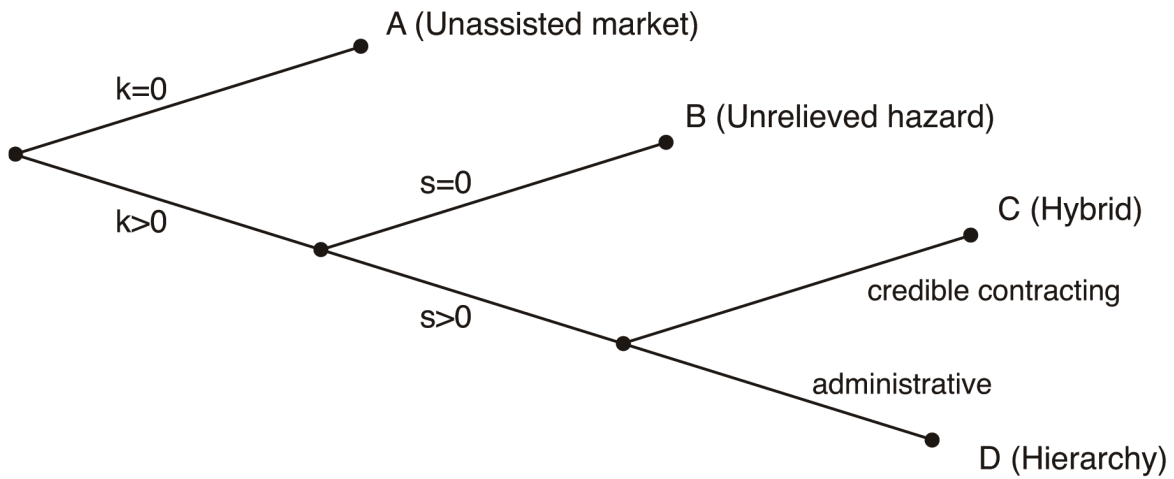 A (Unassisted market)
k=0
B (Unrelieved hazard)
s=0
k>0
C (Hybrid)
credible contracting
s>0
administrative
D (Hierarchy)